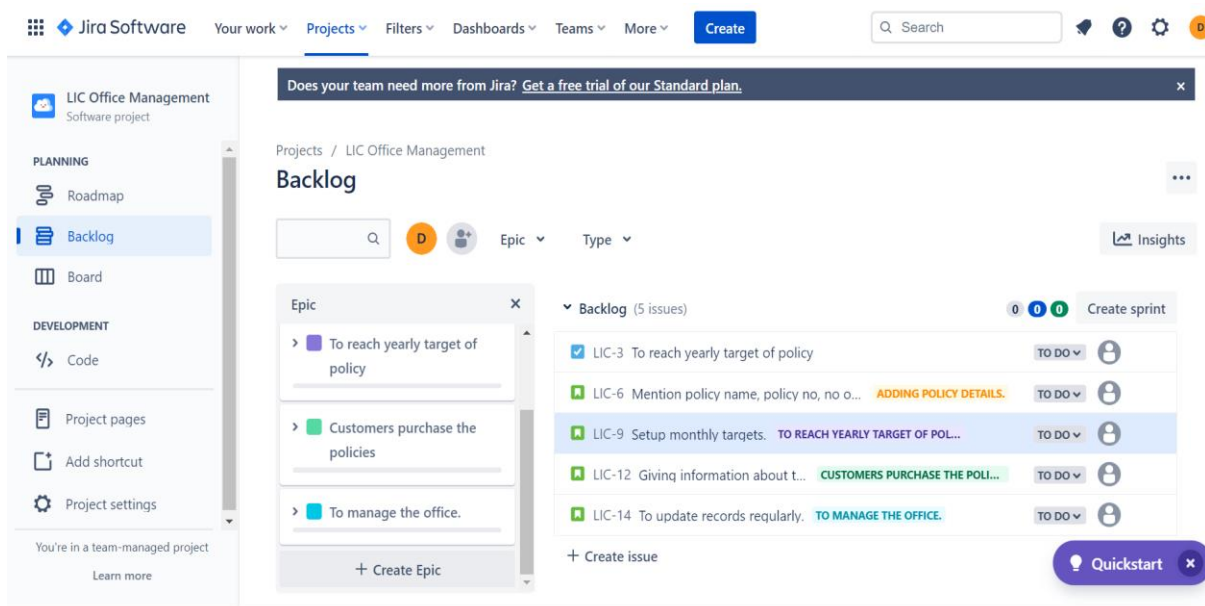 Jira Software Your work Projects Filters Dashboards Teams More Create Search
D
LIC Office Management
Software project
Does your team need more from Jira? Get a free trial of our Standard plan.
PLANNING
Roadmap
Backlog
Board
DEVELOPMENT
Code
Project pages
Add shortcut
Project settings
You're in a team-managed project
Learn more
Projects / LIC Office Management
Backlog
D Epic Type Insights
Epic
To reach yearly target of
policy
Customers purchase the
policies
To manage the office.
+ Create Epic
Backlog (5 issues) 0 0 0 Create sprint
LIC-3 To reach yearly target of policy TO DO
LIC-6 Mention policy name, policy no, no o... ADDING POLICY DETAILS. TO DO
LIC-9 Setup monthly targets. TO REACH YEARLY TARGET OF POL... TO DO
LIC-12 Giving information about t... CUSTOMERS PURCHASE THE POLI... TO DO
LIC-14 To update records regularly. TO MANAGE THE OFFICE. TO DO
+ Create issue
Quickstart